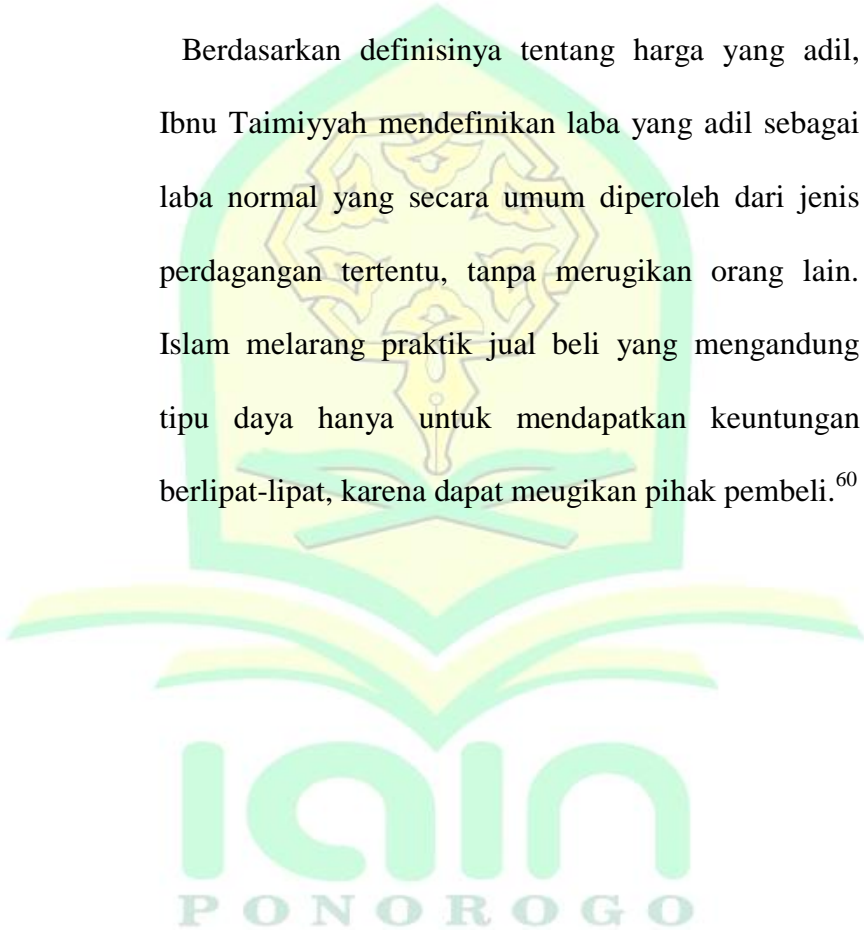 Berdasarkan definisinya tentang harga yang adil,
Ibnu Taimiyyah mendefinikan laba yang adil sebagai
laba normal yang secara umum diperoleh dari jenis
perdagangan tertentu, tanpa merugikan orang lain.
Islam melarang praktik jual beli yang mengandung
tipu daya hanya untuk mendapatkan keuntungan
berlipat-lipat, karena dapat meugikan pihak pembeli.60
iain
PONOROGO